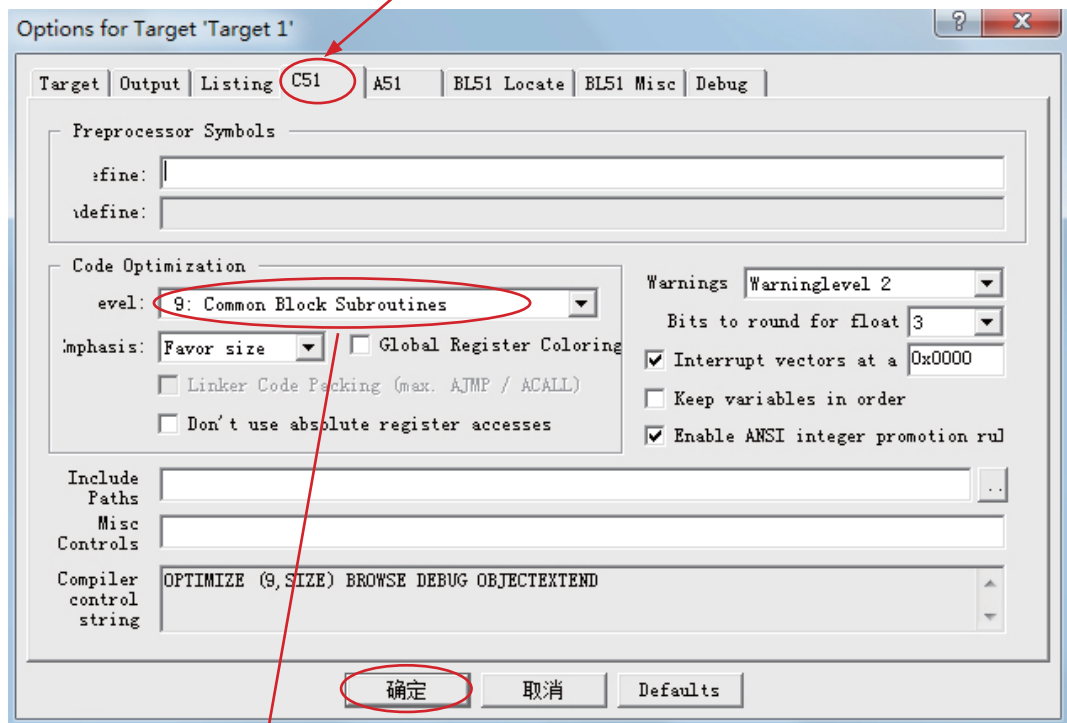 Options for Target 'Target 1'
Target Output Listing C51 A51 BL51 Locate BL51 Misc Debug
Preprocessor Symbols
efine:
ndefine:
Code Optimization
evel: 9: Common Block Subroutines
Warnings Warninglevel 2
Bits to round for float 3
mphasis: Favor size Global Register Coloring
Interrupt vectors at a 0x0000
Linker Code Packing (max. AJMP / ACALL)
Keep variables in order
Don't use absolute register accesses
Enable ANSI integer promotion rul
Include
Paths
..
Misc
Controls
Compiler
control
string
OPTIMIZE (9,SIZE) BROWSE DEBUG OBJECTEXTEND
确定 取消 Defaults